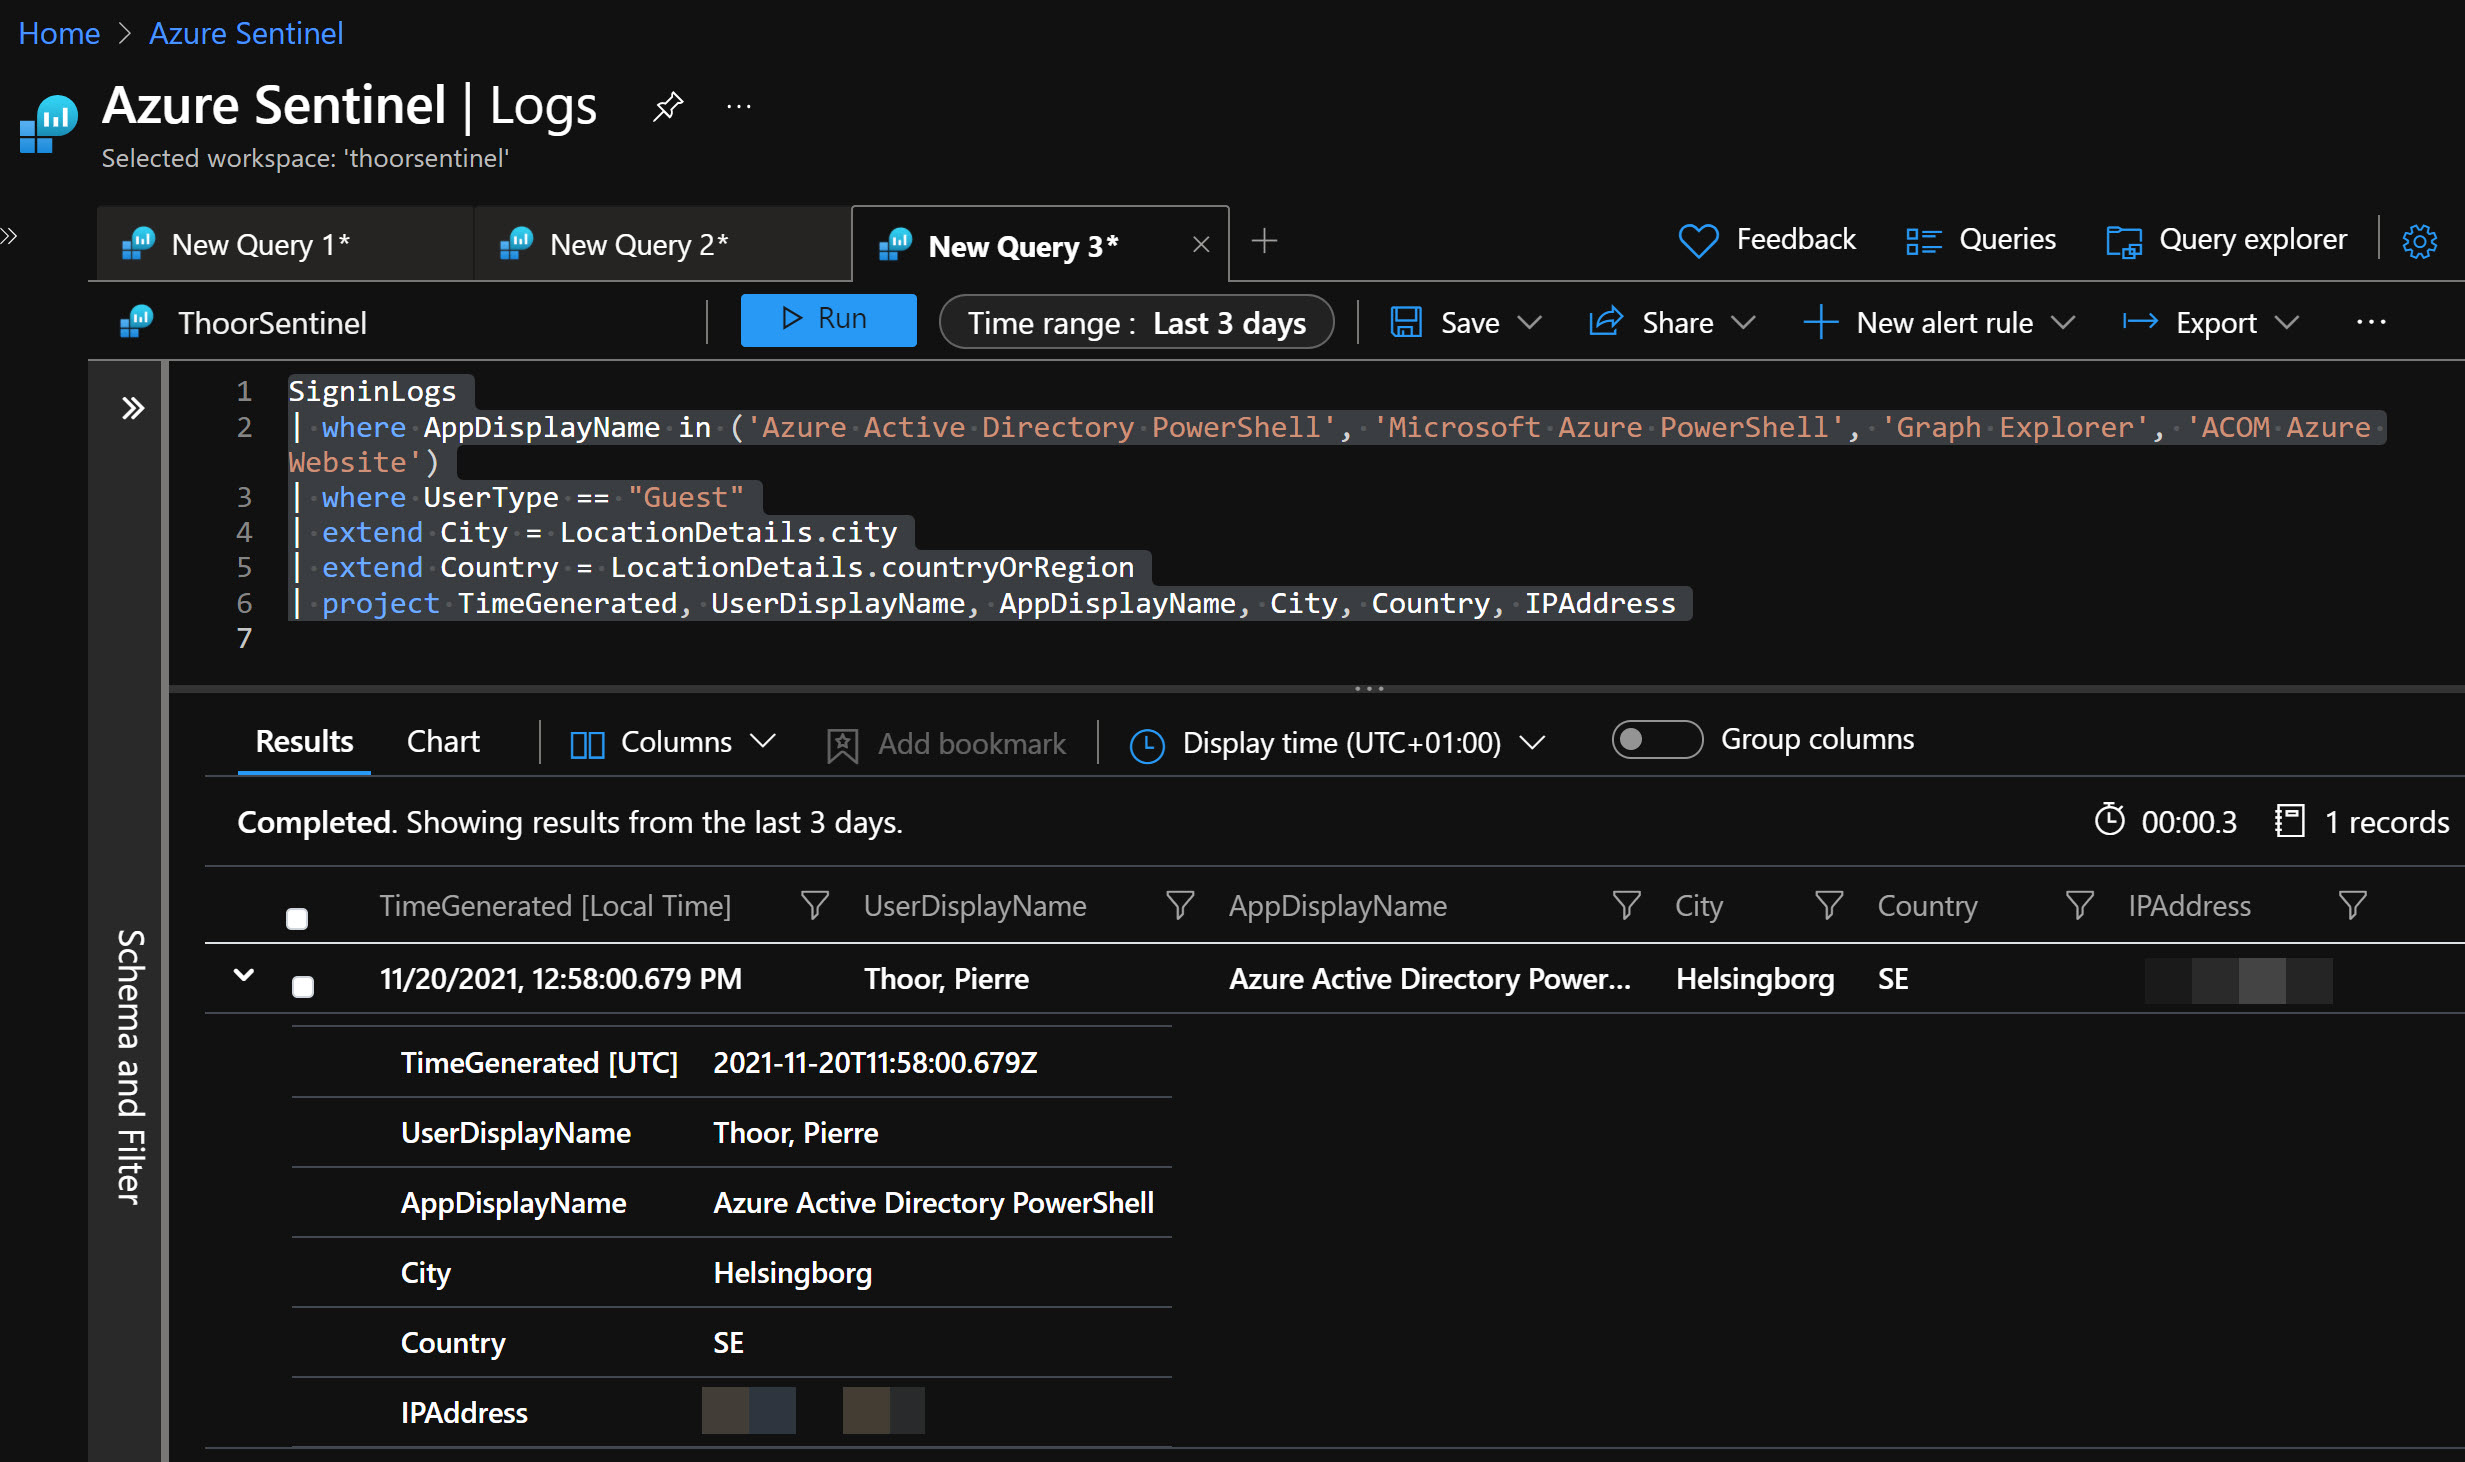 Home > Azure Sentinel
Azure Sentinel | Logs ...
Selected workspace: 'thoorsentinel'
New Query 1* New Query 2* New Query 3* Feedback Queries Query explorer
ThoorSentinel Run Time range : Last 3 days Save Share New alert rule Export ...
1 SigninLogs
2 | where AppDisplayName in ('Azure Active Directory PowerShell', 'Microsoft Azure PowerShell', 'Graph Explorer', 'ACOM Azure
Website')
3 | where UserType == "Guest"
4 | extend City = LocationDetails.city
5 | extend Country = LocationDetails.countryOrRegion
6 | project TimeGenerated, UserDisplayName, AppDisplayName, City, Country, IPAddress
7
Results Chart Columns Add bookmark Display time (UTC+01:00) Group columns
Completed. Showing results from the last 3 days. 00:00.3 1 records
TimeGenerated [Local Time] UserDisplayName AppDisplayName City Country IPAddress
11/20/2021, 12:58:00.679 PM Thoor, Pierre Azure Active Directory Power... Helsingborg SE
TimeGenerated [UTC] 2021-11-20T11:58:00.679Z
UserDisplayName Thoor, Pierre
AppDisplayName Azure Active Directory PowerShell
City Helsingborg
Country SE
IPAddress
Schema and Filter